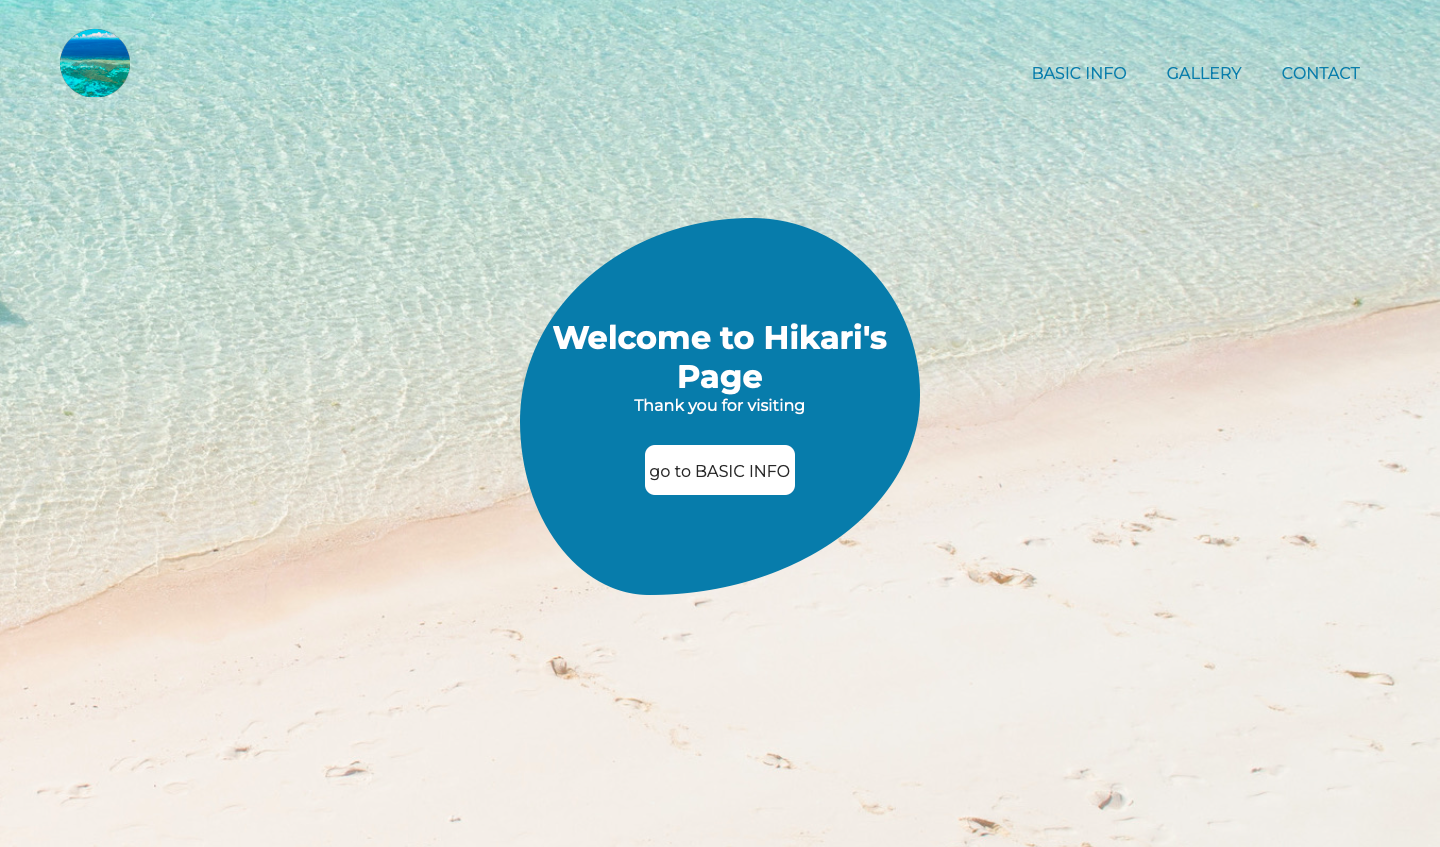 BASIC INFO GALLERY CONTACT
Welcome to Hikari's
Page
Thank you for visiting
go to BASIC INFO